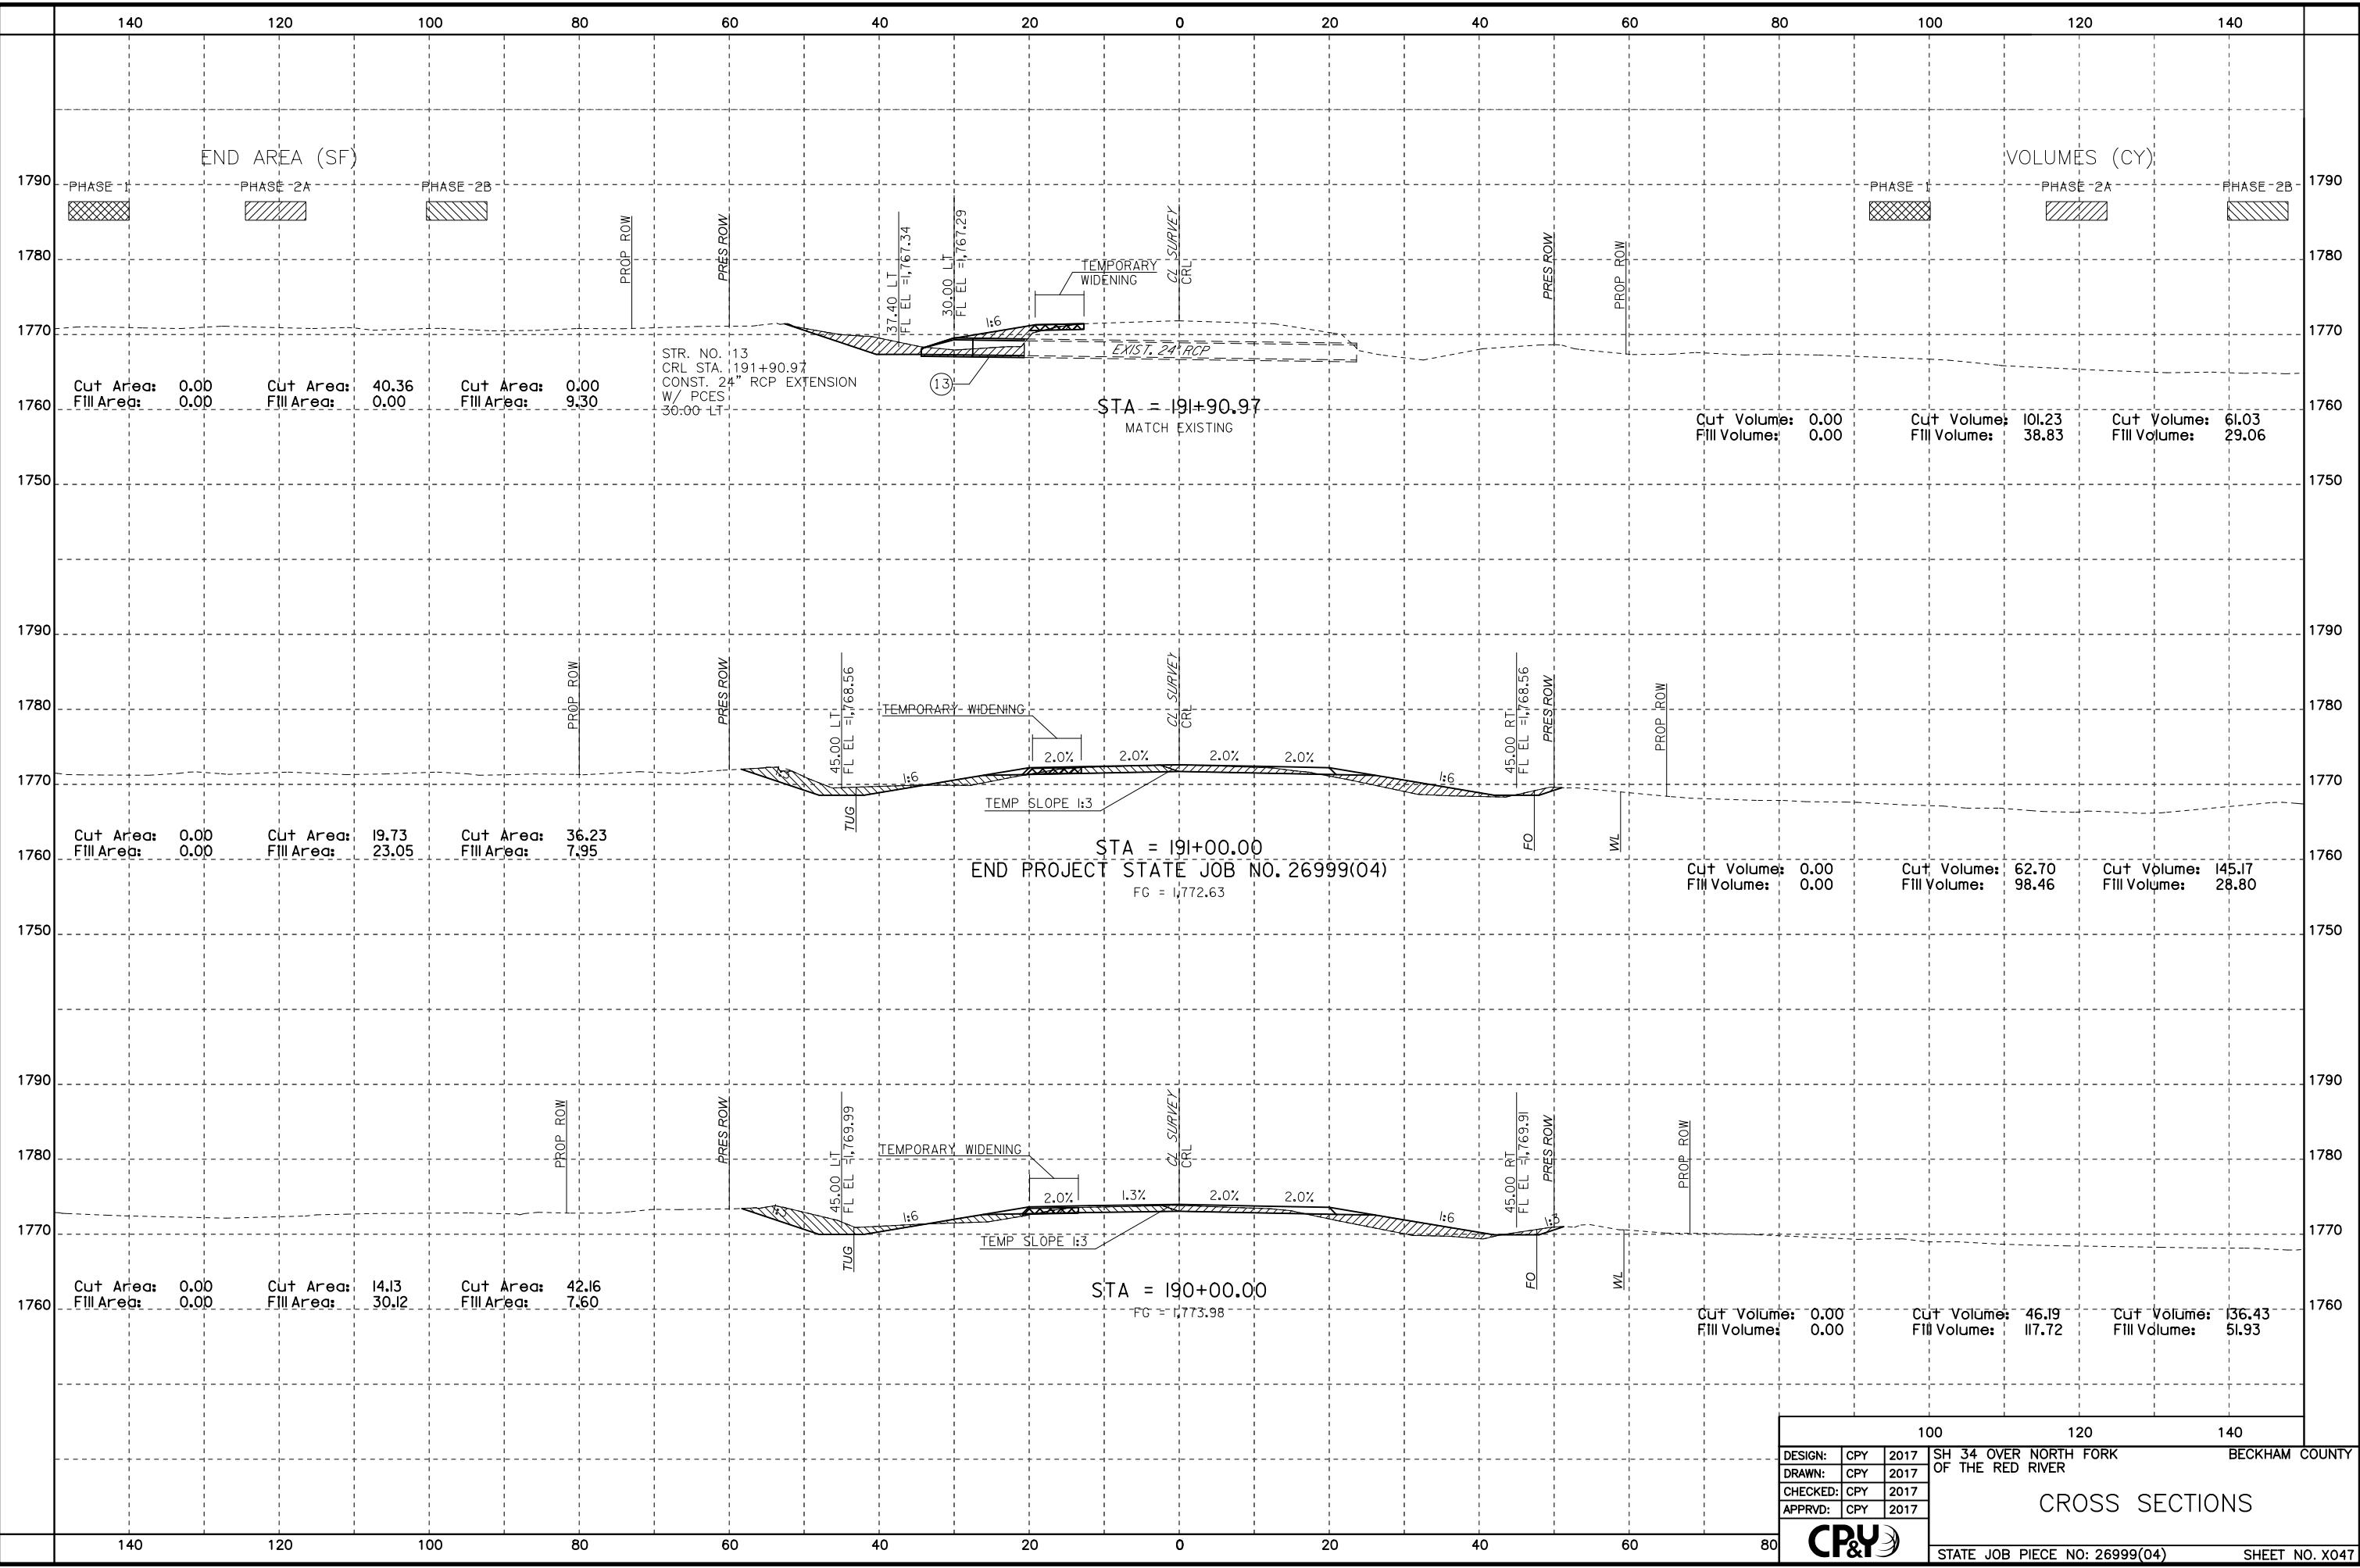 140 120 100 80 60 40 20 0 20 40 60 80 100 120 140
END AREA (SF)
VOLUMES (CY)
PHASE 1 PHASE 2A PHASE 2B
PHASE 1 PHASE 2A PHASE 2B
1790 1790
1780 1780
1770 1770
1760 1760
1750 1750
PROP ROW
PRES ROW
37.40 LT
FL EL =1,767.34
30.00 LT
FL EL =1,767.29
CL SURVEY
CRL
PRES ROW
PROP ROW
TEMPORARY
WIDENING
1:6
EXIST. 24" RCP
STR. NO. 13
CRL STA. 191+90.97
CONST. 24" RCP EXTENSION
W/ PCES
30.00 LT
13
STA = 191+90.97
MATCH EXISTING
Cut Area: 0.00 Cut Area: 40.36 Cut Area: 0.00
Fill Area: 0.00 Fill Area: 0.00 Fill Area: 9.30
Cut Volume: 0.00 Cut Volume: 101.23 Cut Volume: 61.03
Fill Volume: 0.00 Fill Volume: 38.83 Fill Volume: 29.06
1790 1790
1780 1780
1770 1770
1760 1760
1750 1750
PROP ROW
PRES ROW
45.00 LT
FL EL =1,768.56
CL SURVEY
CRL
45.00 RT
FL EL =1,768.56
PRES ROW
PROP ROW
TEMPORARY WIDENING
2.0% 2.0% 2.0% 2.0%
1:3
1:6
1:6
TEMP SLOPE 1:3
TUG
FO
WL
STA = 191+00.00
END PROJECT STATE JOB NO. 26999(04)
FG = 1,772.63
Cut Area: 0.00 Cut Area: 19.73 Cut Area: 36.23
Fill Area: 0.00 Fill Area: 23.05 Fill Area: 7.95
Cut Volume: 0.00 Cut Volume: 62.70 Cut Volume: 145.17
Fill Volume: 0.00 Fill Volume: 98.46 Fill Volume: 28.80
1790 1790
1780 1780
1770 1770
1760 1760
PROP ROW
PRES ROW
45.00 LT
FL EL =1,769.99
CL SURVEY
CRL
45.00 RT
FL EL =1,769.91
PRES ROW
PROP ROW
TEMPORARY WIDENING
2.0% 1.3% 2.0% 2.0%
1:3
1:6
1:6
1:3
TEMP SLOPE 1:3
TUG
FO
WL
STA = 190+00.00
FG = 1,773.98
Cut Area: 0.00 Cut Area: 14.13 Cut Area: 42.16
Fill Area: 0.00 Fill Area: 30.12 Fill Area: 7.60
Cut Volume: 0.00 Cut Volume: 46.19 Cut Volume: 136.43
Fill Volume: 0.00 Fill Volume: 117.72 Fill Volume: 51.93
100 120 140
DESIGN: CPY 2017
DRAWN: CPY 2017
CHECKED: CPY 2017
APPRVD: CPY 2017
SH 34 OVER NORTH FORK BECKHAM COUNTY
OF THE RED RIVER
CROSS SECTIONS
CP&Y
STATE JOB PIECE NO: 26999(04) SHEET NO. X047
140 120 100 80 60 40 20 0 20 40 60 80